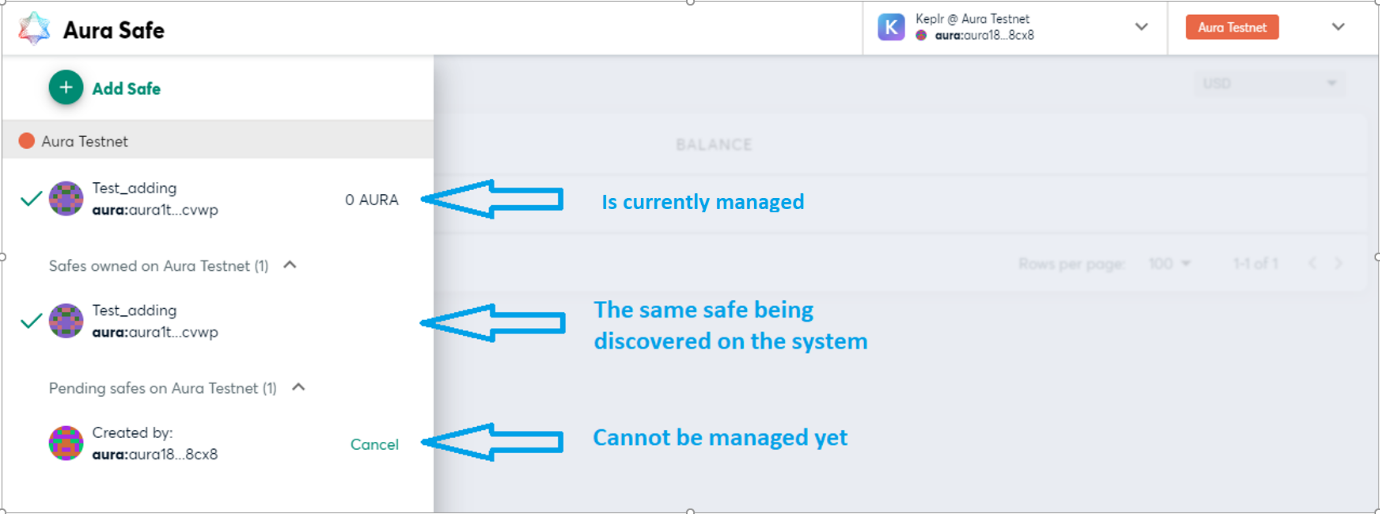 Aura Safe
Keplr @ Aura Testnet
aura:aura18...8cx8
Aura Testnet
Add Safe
USD
Aura Testnet
BALANCE
Test_adding
aura:aura1t...cvwp
0 AURA
Is currently managed
Safes owned on Aura Testnet (1)
Rows per page: 100 1-1 of 1
Test_adding
aura:aura1t...cvwp
The same safe being
discovered on the system
Pending safes on Aura Testnet (1)
Created by:
aura:aura18...8cx8
Cancel
Cannot be managed yet